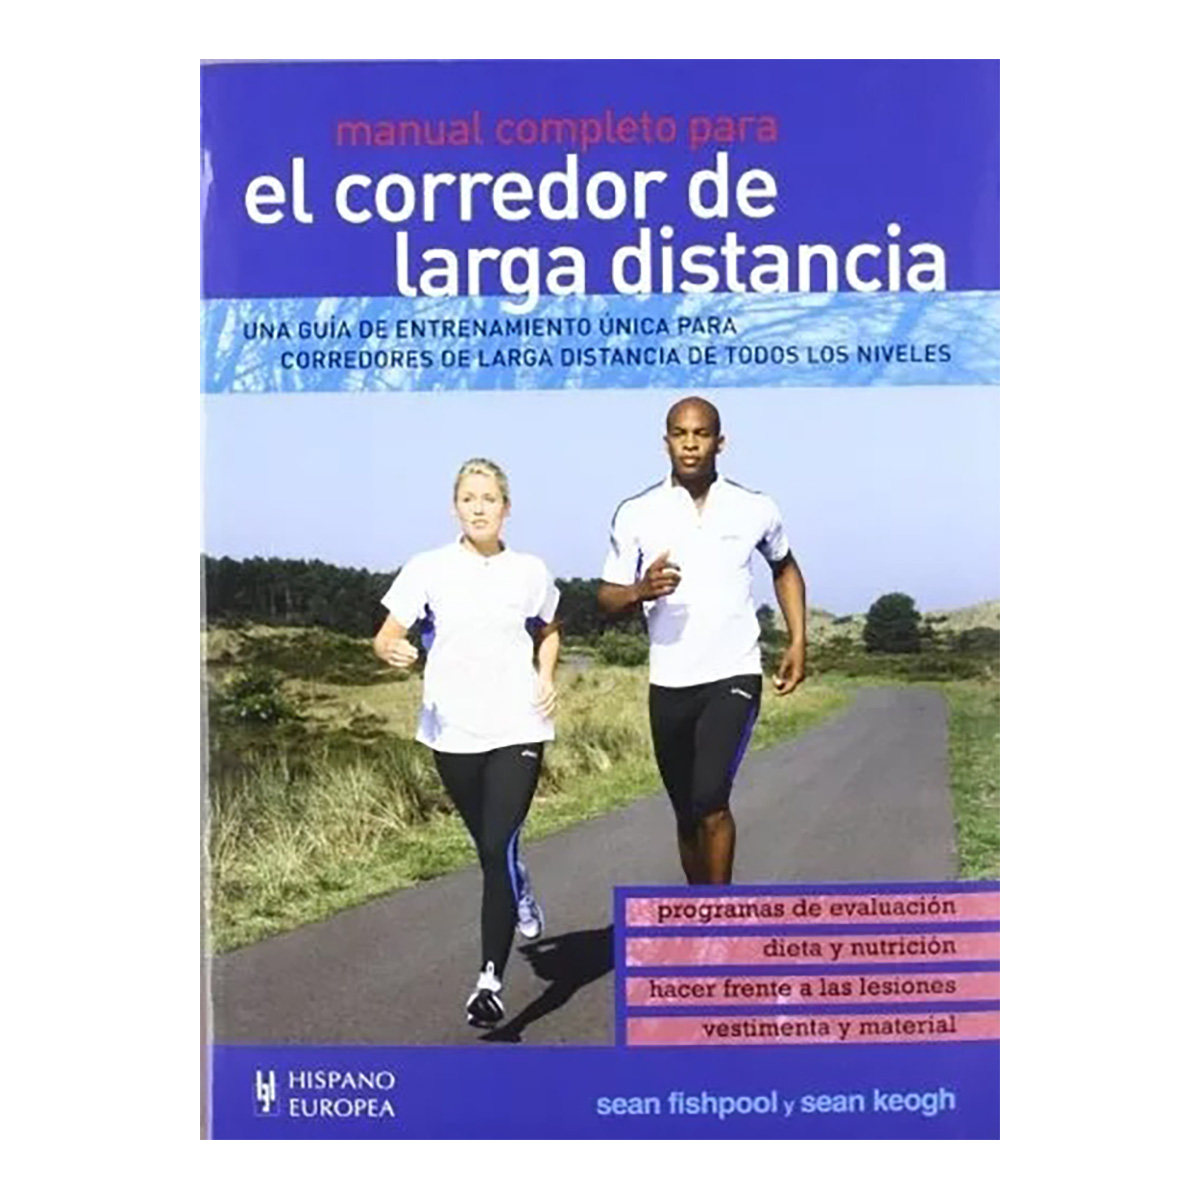 manual completo para
el corredor de
larga distancia
UNA GUÍA DE ENTRENAMIENTO ÚNICA PARA
CORREDORES DE LARGA DISTANCIA DE TODOS LOS NIVELES
programas de evaluación
dieta y nutrición
hacer frente a las lesiones
vestimenta y material
HISPANO
EUROPEA
sean fishpool y sean keogh